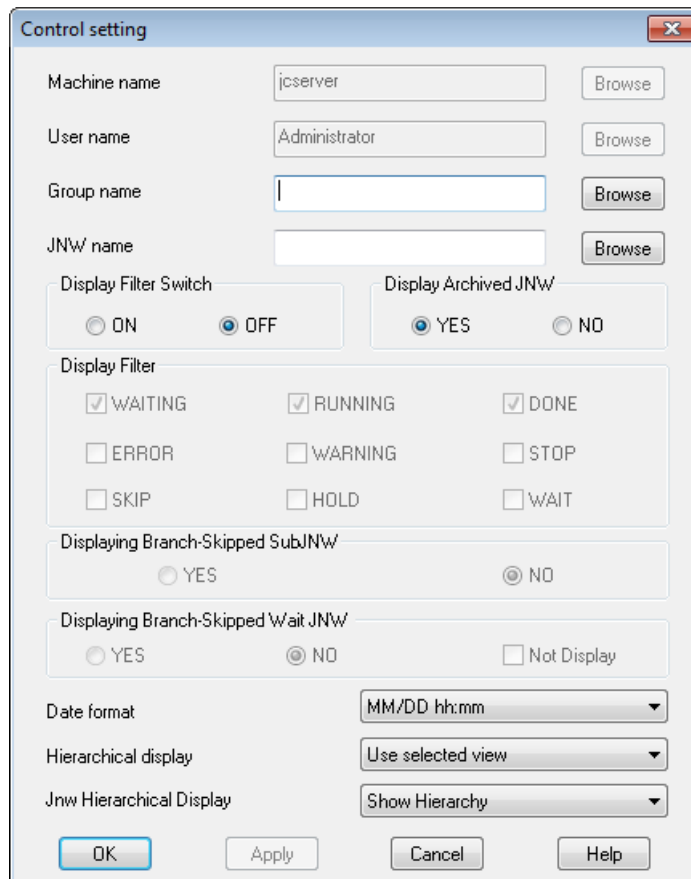 Control setting
Machine name jcserver Browse
User name Administrator Browse
Group name Browse
JNW name Browse
Display Filter Switch Display Archived JNW
ON OFF YES NO
Display Filter
WAITING RUNNING DONE
ERROR WARNING STOP
SKIP HOLD WAIT
Displaying Branch-Skipped SubJNW
YES NO
Displaying Branch-Skipped Wait JNW
YES NO Not Display
Date format MM/DD hh:mm
Hierarchical display Use selected view
Jnw Hierarchical Display Show Hierarchy
OK Apply Cancel Help